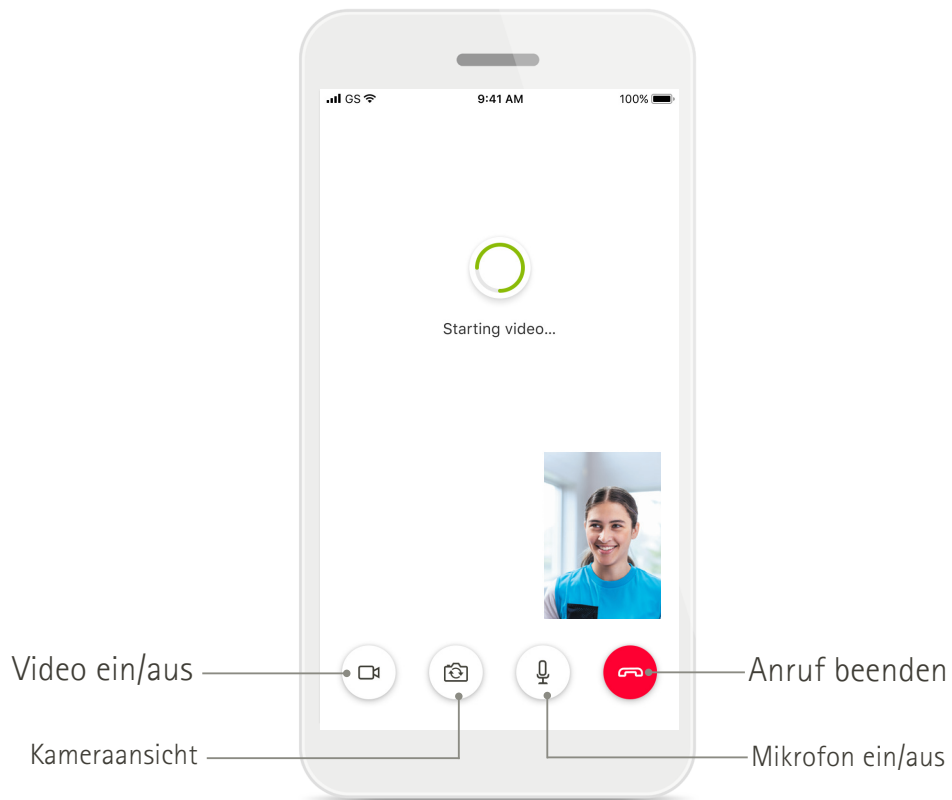 GS 9:41 AM 100%
Starting video...
Video ein/aus
Anruf beenden
Kameraansicht
Mikrofon ein/aus